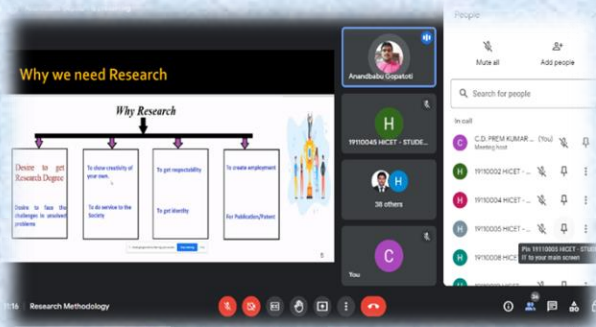 Why we need Research
Why Research
Desire to get
Research Degree
Desire to face the
challenges in unsolved
problems
To show creativity of
your own.
To do service to the
Society
To get respectability
To get identity
To create employment
For Publication/Patent
8
Anandbabu Gopatoti
H
19110045 HICET - STUDE...
H
38 others
C
You
People
Mute all
Add people
Search for people
In call
C
C.D. PREM KUMAR ... (You)
Meeting host
H
19110002 HICET - ...
H
19110004 HICET - ...
H
19110005 HICET - ...
Pin 19110005 HICET - STUDE
IT to your main screen
H
19110008 HICE
:16
Research Methodology